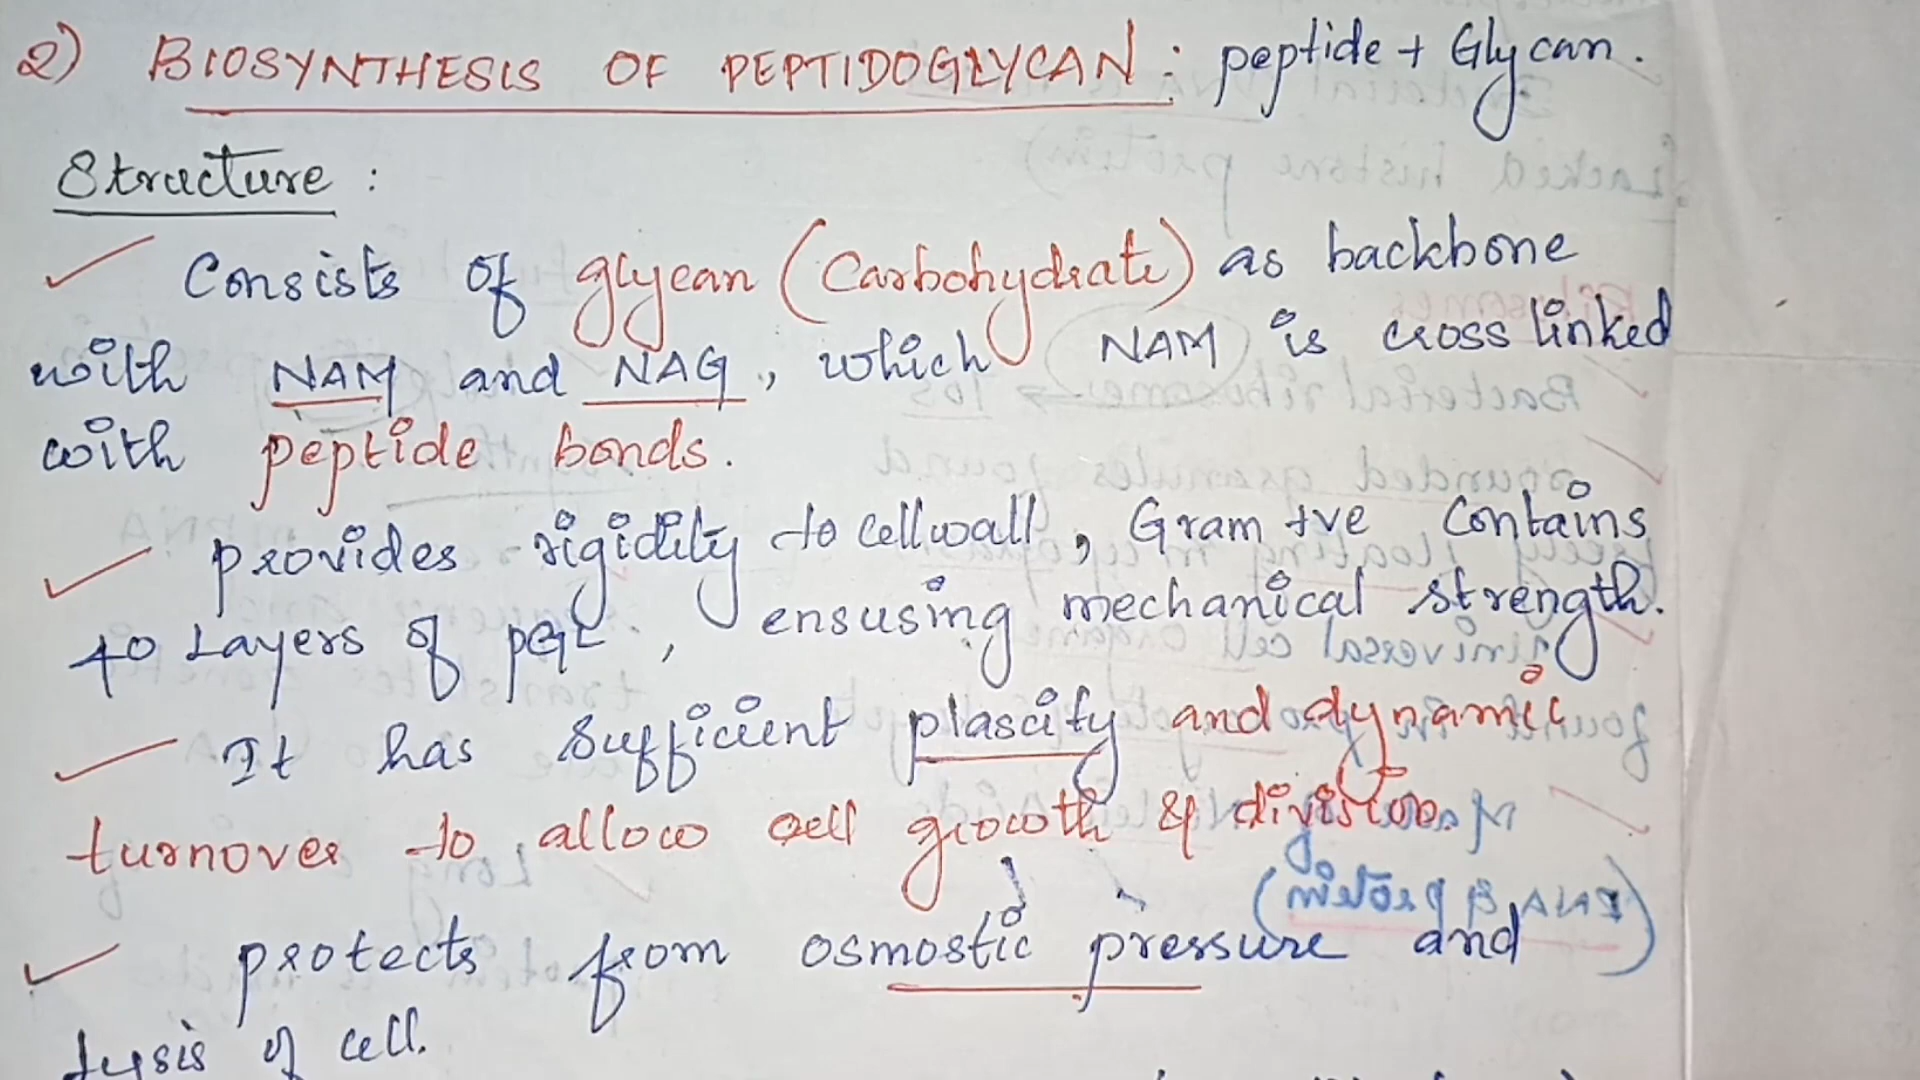 2) BIOSYNTHESIS OF PEPTIDOGLYCAN : peptide + Glycan.
Structure :
Consists of glycan (Carbohydrate) as backbone
with NAM and NAG, which NAM is cross linked
with peptide bonds.
provides rigidity to cellwall, Gram +ve contains
40 Layers of PGL, ensusing mechanical strength.
It has sufficient plascity and dynamic
turnover to allow cell growth & division.
protects from osmostic pressure and
lysis of cell.